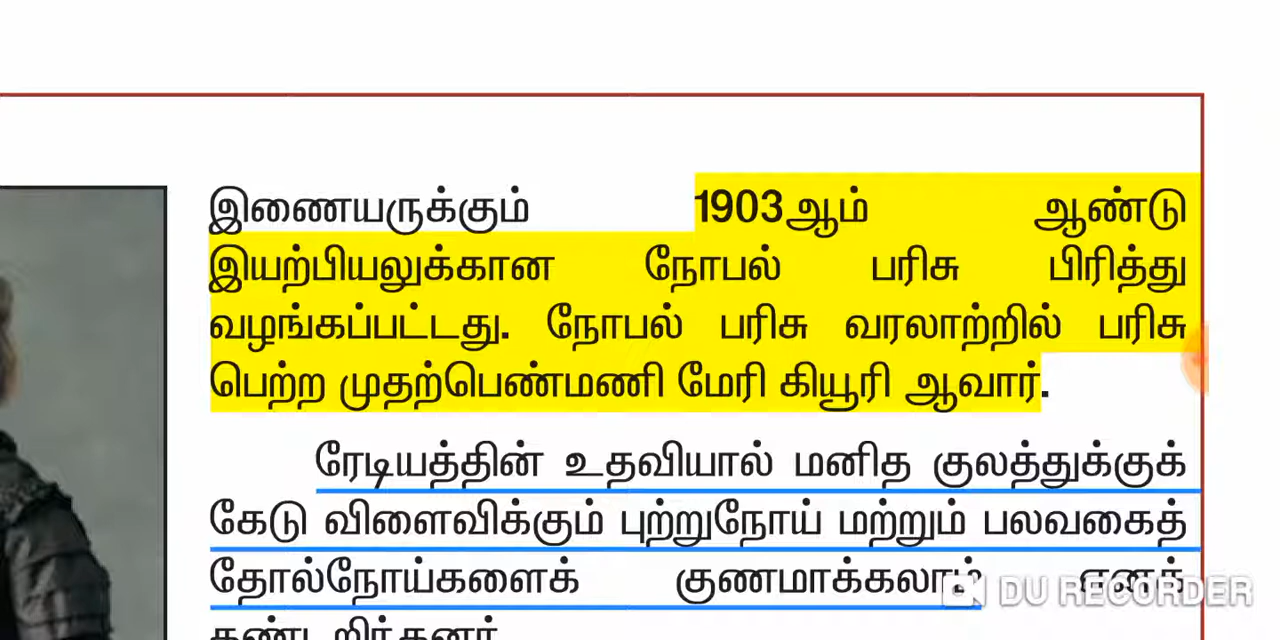 இணையருக்கும் 1903ஆம் ஆண்டு
இயற்பியலுக்கான நோபல் பரிசு பிரித்து
வழங்கப்பட்டது. நோபல் பரிசு வரலாற்றில் பரிசு
பெற்ற முதற்பெண்மணி மேரி கியூரி ஆவார்.
ரேடியத்தின் உதவியால் மனித குலத்துக்குக்
கேடு விளைவிக்கும் புற்றுநோய் மற்றும் பலவகைத்
தோல்நோய்களைக் குணமாக்கலாம் எனக்
DU RECORDER